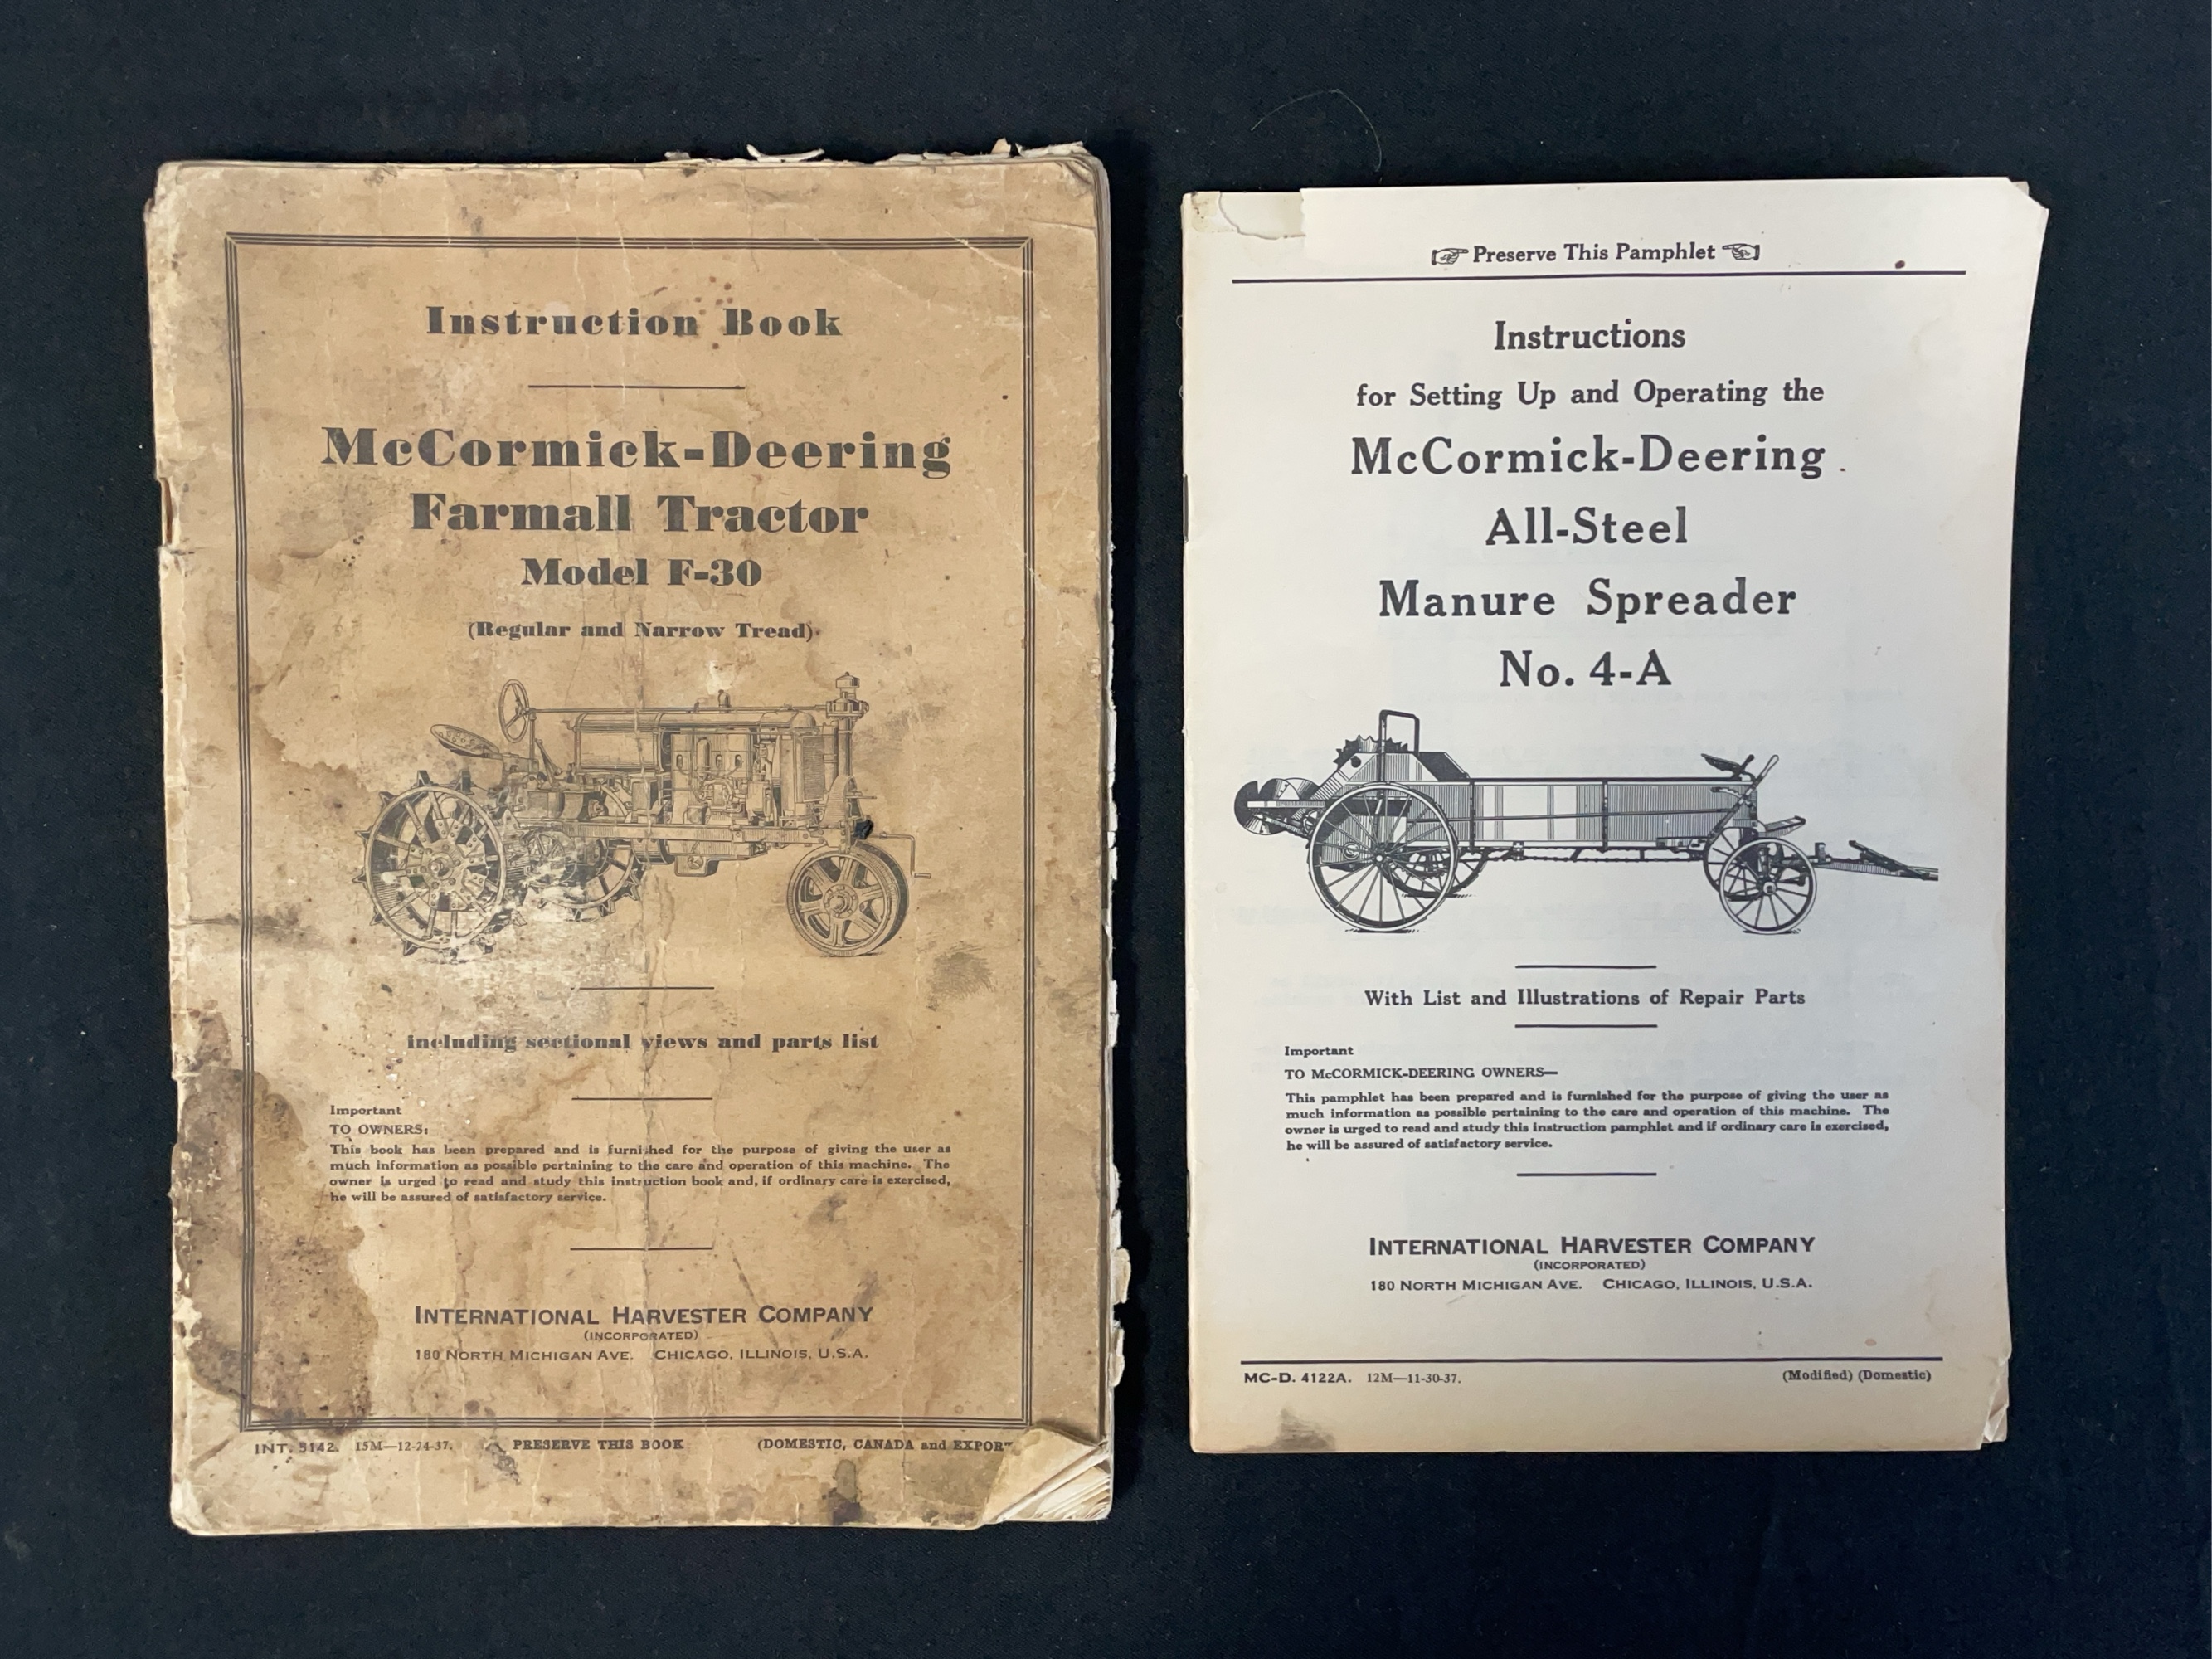 Instruction Book
McCormick-Deering
Farmall Tractor
Model F-30
(Regular and Narrow Tread)
including sectional views and parts list
Important
TO OWNERS:
This book has been prepared and is furnished for the purpose of giving the user as
much information as possible pertaining to the care and operation of this machine. The
owner is urged to read and study this instruction book and, if ordinary care is exercised,
he will be assured of satisfactory service.
INTERNATIONAL HARVESTER COMPANY
(INCORPORATED)
180 NORTH MICHIGAN AVE. CHICAGO, ILLINOIS, U.S.A.
INT. 5142. 15M—12-24-37. PRESERVE THIS BOOK (DOMESTIC, CANADA and EXPORT
Preserve This Pamphlet
Instructions
for Setting Up and Operating the
McCormick-Deering
All-Steel
Manure Spreader
No. 4-A
With List and Illustrations of Repair Parts
Important
TO McCORMICK-DEERING OWNERS—
This pamphlet has been prepared and is furnished for the purpose of giving the user as
much information as possible pertaining to the care and operation of this machine. The
owner is urged to read and study this instruction pamphlet and if ordinary care is exercised,
he will be assured of satisfactory service.
INTERNATIONAL HARVESTER COMPANY
(INCORPORATED)
180 NORTH MICHIGAN AVE. CHICAGO, ILLINOIS, U.S.A.
MC-D. 4122A. 12M—11-30-37. (Modified) (Domestic)